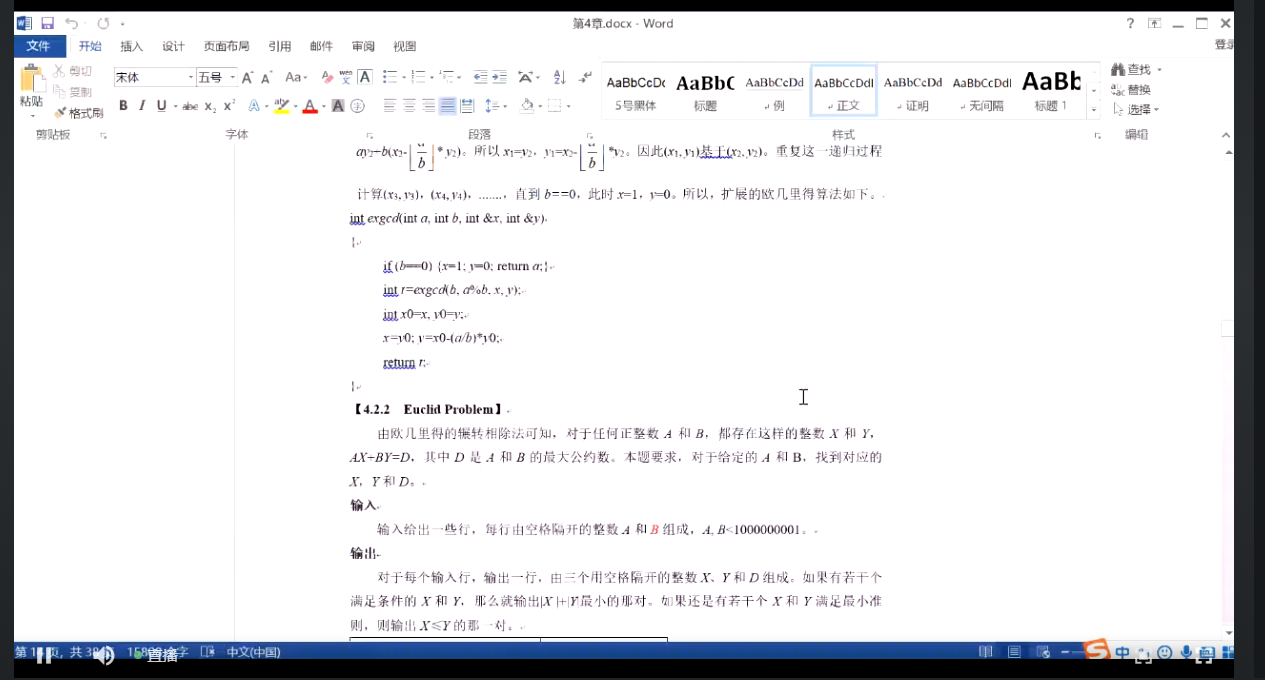 第4章.docx - Word
文件 开始 插入 设计 页面布局 引用 邮件 审阅 视图 登录
粘贴 剪切 复制 格式刷
宋体 五号
AaBbCcDc AaBbC AaBbCcDd AaBbCcDdI AaBbCcDd AaBbCcDdI AaBb
5号黑体 标题 例 正文 证明 无间隔 标题 1
查找 替换 选择
剪贴板 字体 段落 样式 编辑
ay₂+b(x₂-⌊a/b⌋*y₂)。所以 x₁=y₂，y₁=x₂-⌊a/b⌋*y₂。因此(x₁, y₁)基于(x₂, y₂)。重复这一递归过程
计算(x₃, y₃)，(x₄, y₄)，.......，直到 b==0，此时 x=1，y=0。所以，扩展的欧几里得算法如下。
int exgcd(int a, int b, int &x, int &y)
{
if (b==0) {x=1; y=0; return a;}
int r=exgcd(b, a%b, x, y);
int x0=x, y0=y;
x=y0; y=x0-(a/b)*y0;
return r;
}
【4.2.2 Euclid Problem】
由欧几里得的辗转相除法可知，对于任何正整数 A 和 B，都存在这样的整数 X 和 Y，
AX+BY=D，其中 D 是 A 和 B 的最大公约数。本题要求，对于给定的 A 和 B，找到对应的
X，Y 和 D。
输入
输入给出一些行，每行由空格隔开的整数 A 和 B 组成，A, B<1000000001。
输出
对于每个输入行，输出一行，由三个用空格隔开的整数 X、Y 和 D 组成。如果有若干个
满足条件的 X 和 Y，那么就输出|X|+|Y|最小的那对。如果还是有若干个 X 和 Y 满足最小准
则，则输出 X≤Y 的那一对。
直播 中文(中国)